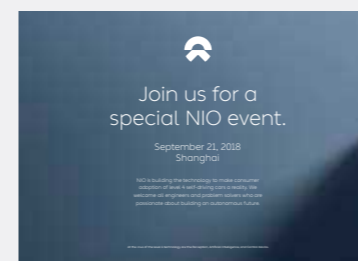 Join us for a
special NIO event.
September 21, 2018
Shanghai
NIO is building the technology to make consumer
adoption of level 4 self-driving cars a reality. We
welcome all engineers and problem solvers who are
passionate about building an autonomous future.